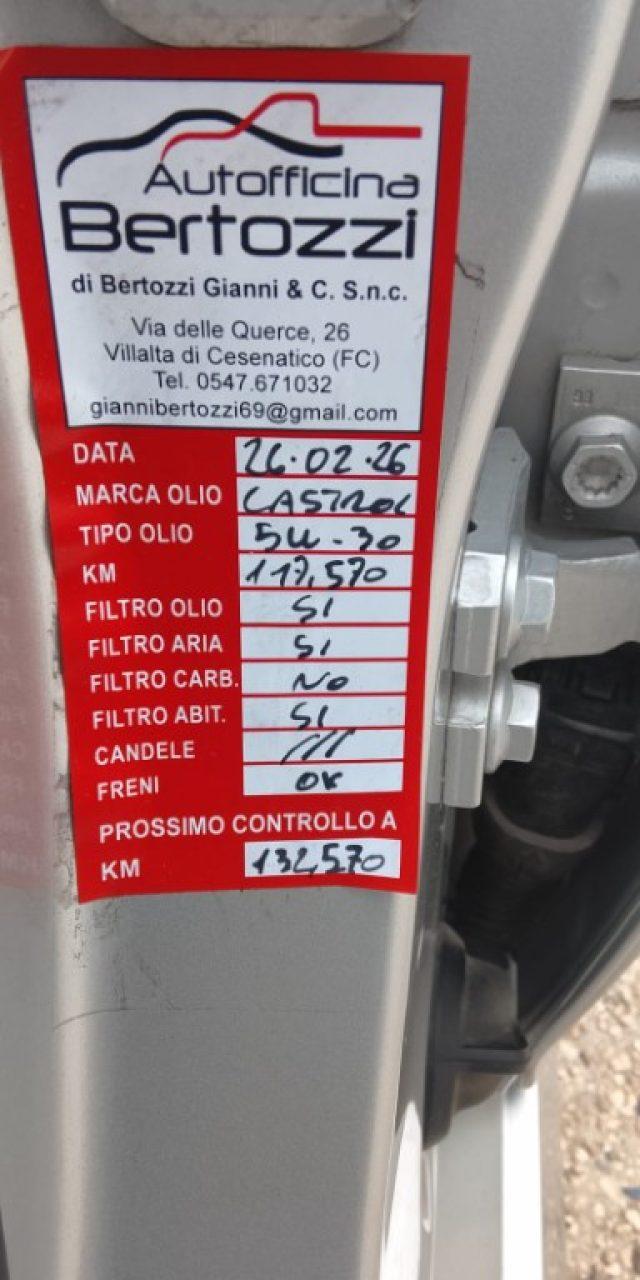 Autofficina
Bertozzi
di Bertozzi Gianni & C. S.n.c.
Via delle Querce, 26
Villalta di Cesenatico (FC)
Tel. 0547.671032
giannibertozzi69@gmail.com
DATA 26.02.26
MARCA OLIO CASTROL
TIPO OLIO 5W-30
KM 117,570
FILTRO OLIO SI
FILTRO ARIA SI
FILTRO CARB. NO
FILTRO ABIT. SI
CANDELE ///
FRENI OK
PROSSIMO CONTROLLO A
KM 132,570